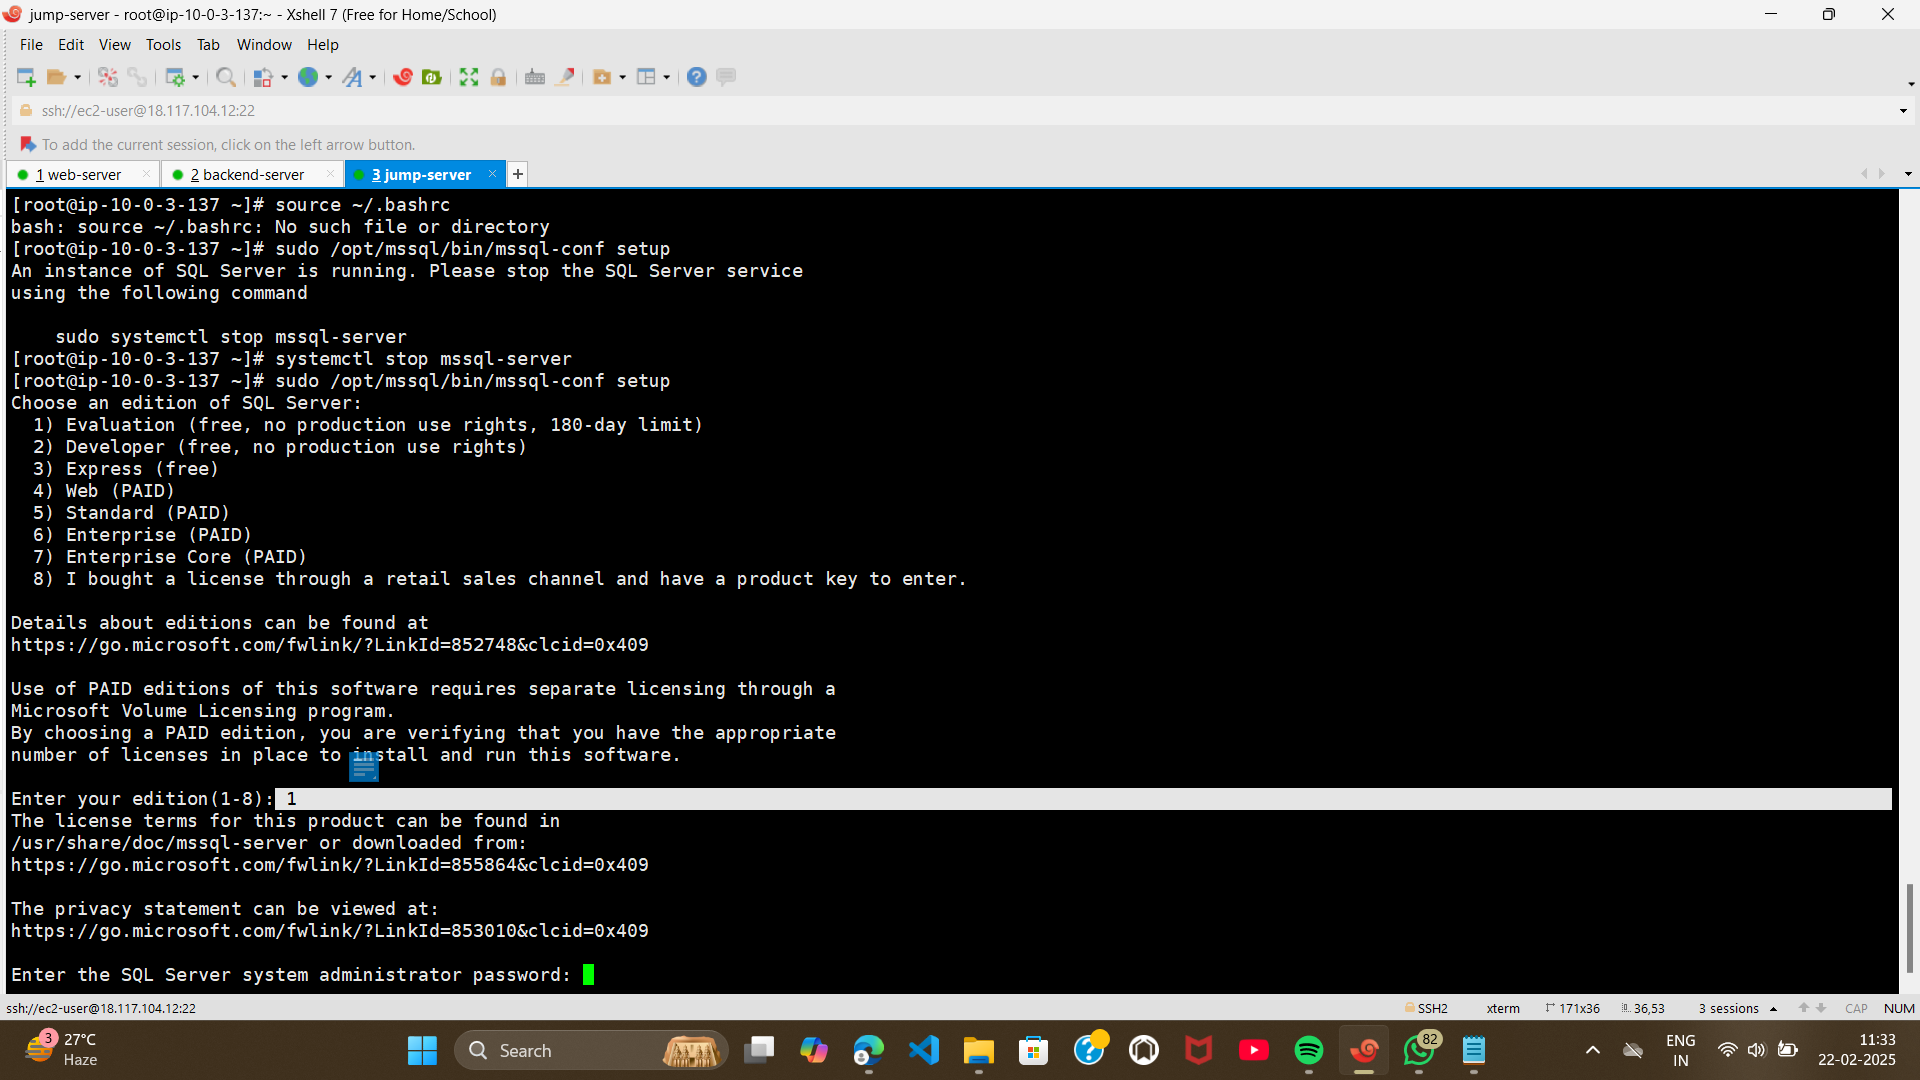 jump-server - root@ip-10-0-3-137:~ - Xshell 7 (Free for Home/School)
File Edit View Tools Tab Window Help
ssh://ec2-user@18.117.104.12:22
To add the current session, click on the left arrow button.
1 web-server
2 backend-server
3 jump-server
[root@ip-10-0-3-137 ~]# source ~/.bashrc
bash: source ~/.bashrc: No such file or directory
[root@ip-10-0-3-137 ~]# sudo /opt/mssql/bin/mssql-conf setup
An instance of SQL Server is running. Please stop the SQL Server service
using the following command
sudo systemctl stop mssql-server
[root@ip-10-0-3-137 ~]# systemctl stop mssql-server
[root@ip-10-0-3-137 ~]# sudo /opt/mssql/bin/mssql-conf setup
Choose an edition of SQL Server:
1) Evaluation (free, no production use rights, 180-day limit)
2) Developer (free, no production use rights)
3) Express (free)
4) Web (PAID)
5) Standard (PAID)
6) Enterprise (PAID)
7) Enterprise Core (PAID)
8) I bought a license through a retail sales channel and have a product key to enter.
Details about editions can be found at
https://go.microsoft.com/fwlink/?LinkId=852748&clcid=0x409
Use of PAID editions of this software requires separate licensing through a
Microsoft Volume Licensing program.
By choosing a PAID edition, you are verifying that you have the appropriate
number of licenses in place to install and run this software.
Enter your edition(1-8): 1
The license terms for this product can be found in
/usr/share/doc/mssql-server or downloaded from:
https://go.microsoft.com/fwlink/?LinkId=855864&clcid=0x409
The privacy statement can be viewed at:
https://go.microsoft.com/fwlink/?LinkId=853010&clcid=0x409
Enter the SQL Server system administrator password:
ssh://ec2-user@18.117.104.12:22
SSH2 xterm 171x36 36,53 3 sessions CAP NUM
3
27°C
Haze
Search
82
ENG
IN
11:33
22-02-2025